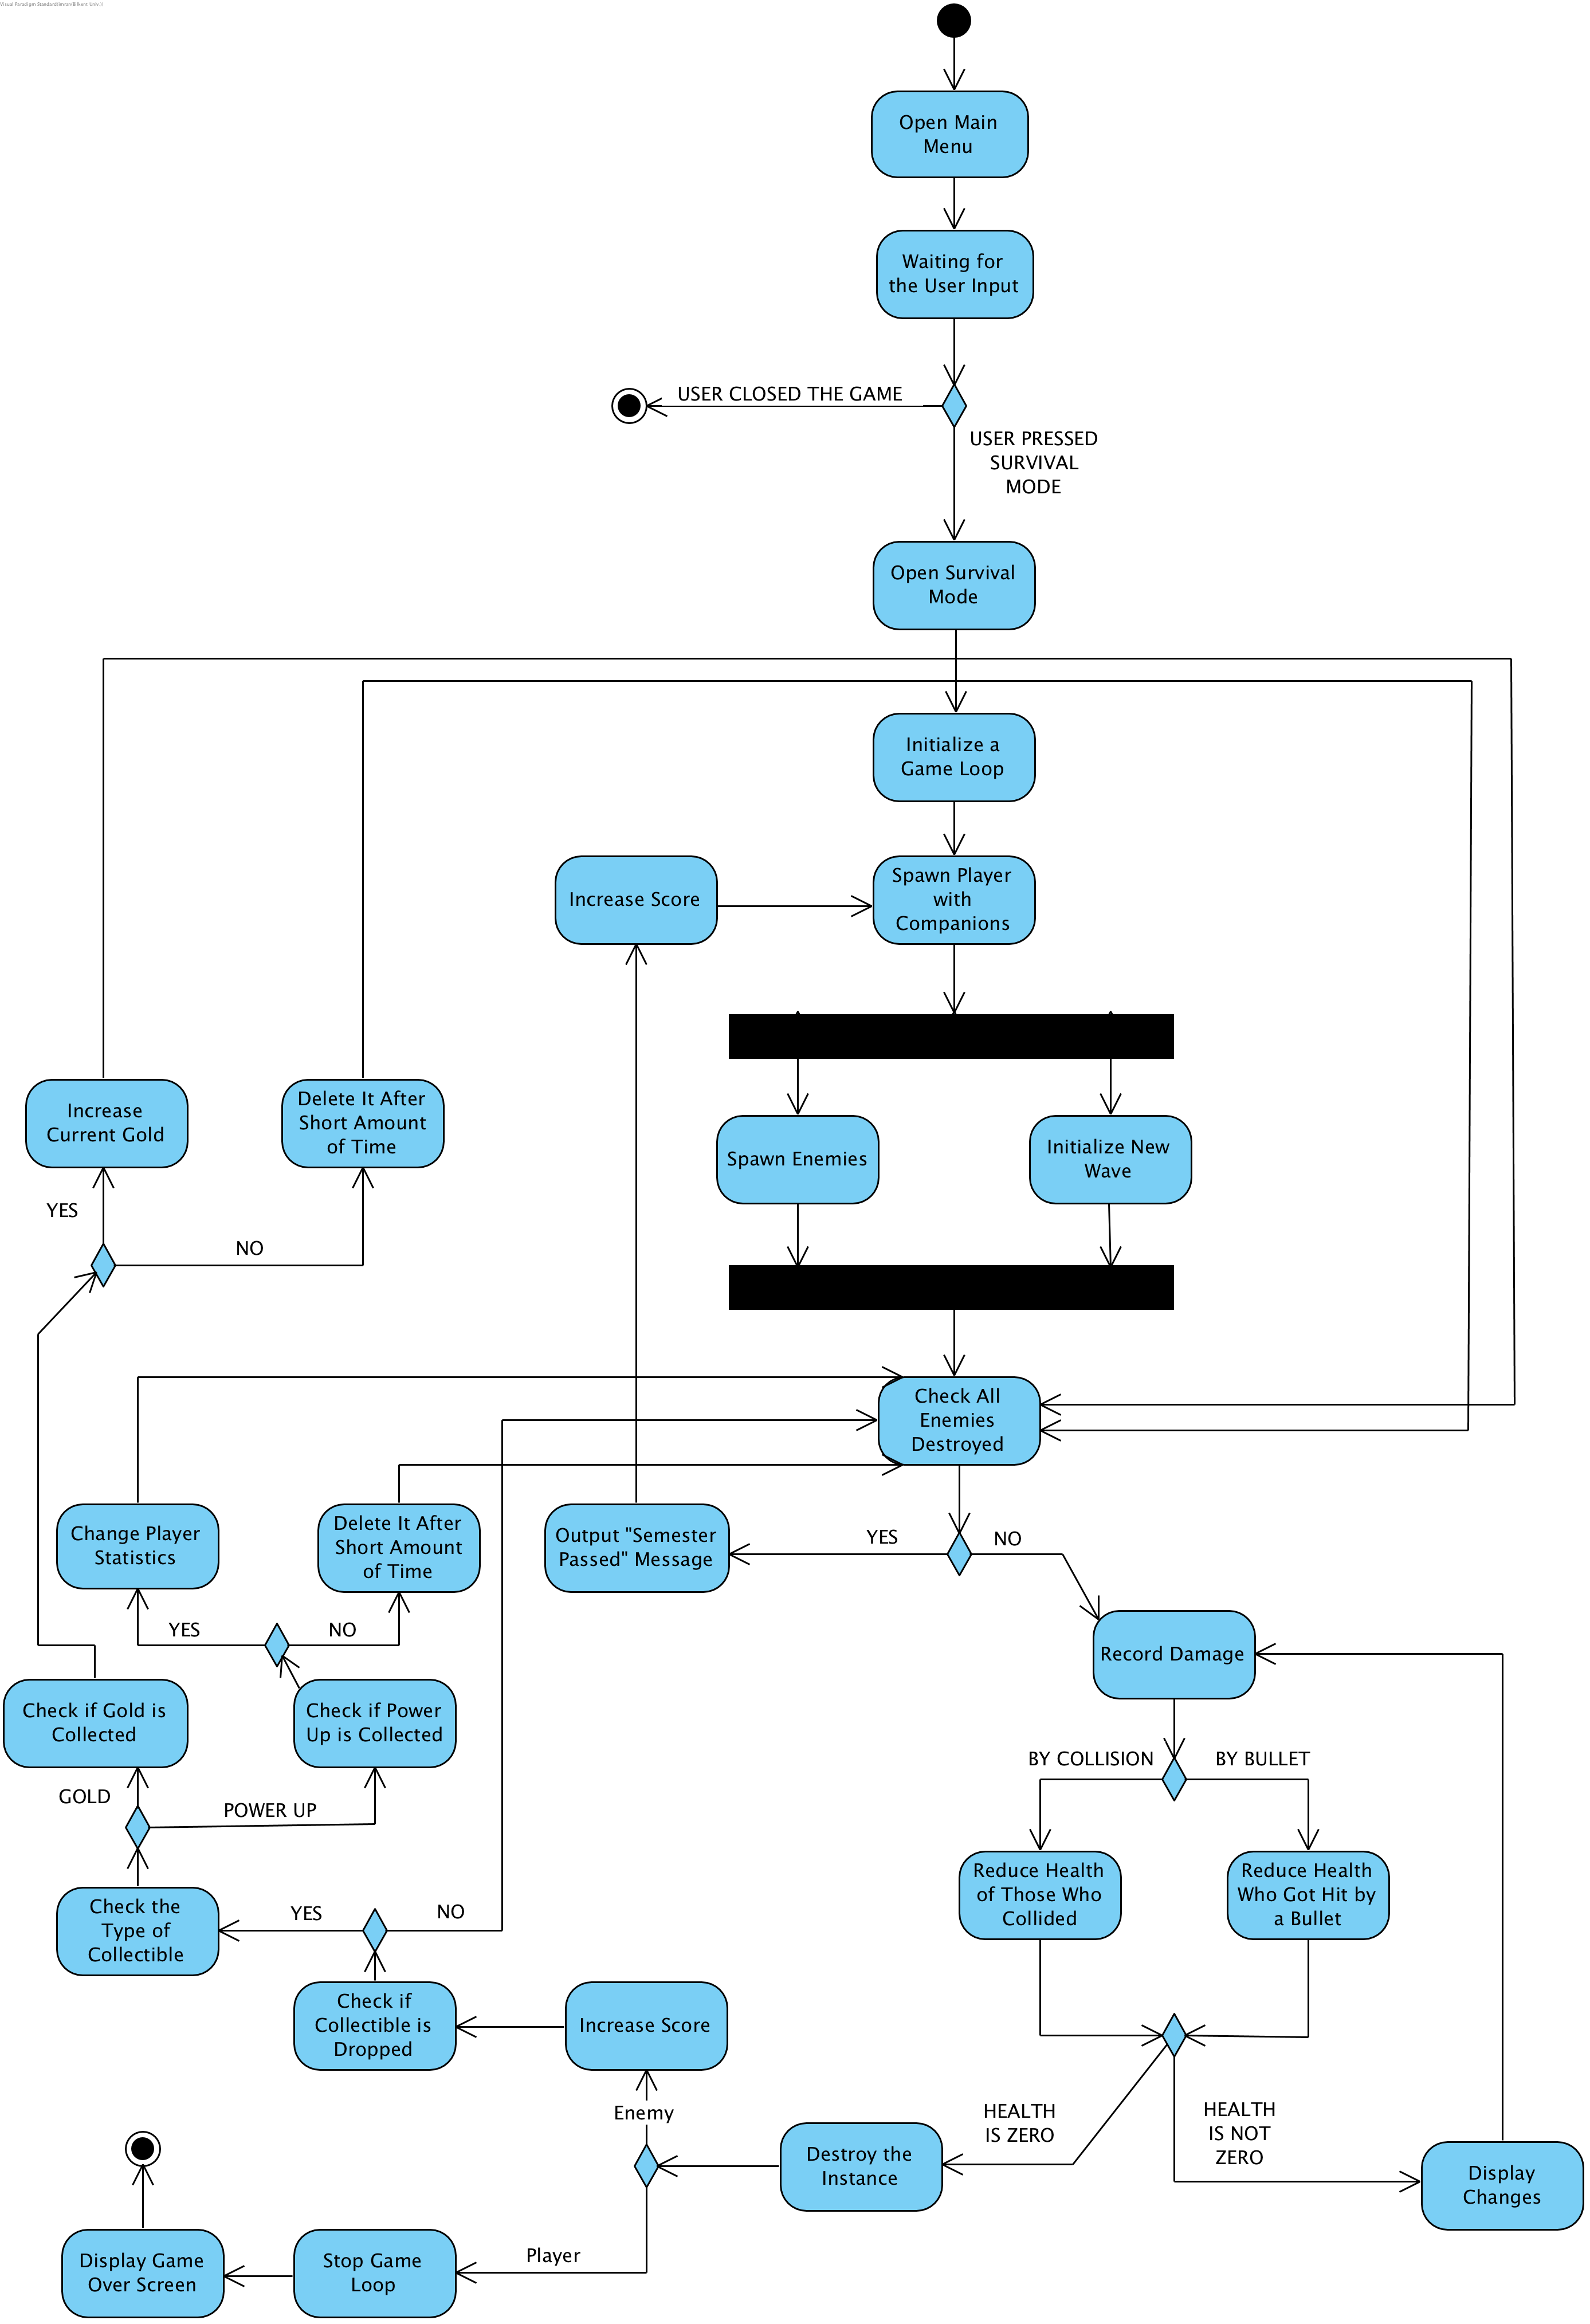 Visual Paradigm Standard(
Open Main
Menu
Waiting for
the User Input
USER CLOSED THE GAME
USER PRESSED
SURVIVAL
MODE
Open Survival
Mode
Initialize a
Game Loop
Increase Score
Spawn Player
with
Companions
Increase
Current Gold
Delete It After
Short Amount
of Time
Spawn Enemies
Initialize New
Wave
YES
NO
Check All
Enemies
Destroyed
Change Player
Statistics
Delete It After
Short Amount
of Time
Output "Semester
Passed" Message
YES
NO
YES
NO
Record Damage
Check if Gold is
Collected
Check if Power
Up is Collected
BY COLLISION
BY BULLET
GOLD
POWER UP
Reduce Health
of Those Who
Collided
Reduce Health
Who Got Hit by
a Bullet
Check the
Type of
Collectible
YES
NO
Check if
Collectible is
Dropped
Increase Score
Enemy
HEALTH
IS ZERO
HEALTH
IS NOT
ZERO
Destroy the
Instance
Display
Changes
Display Game
Over Screen
Stop Game
Loop
Player